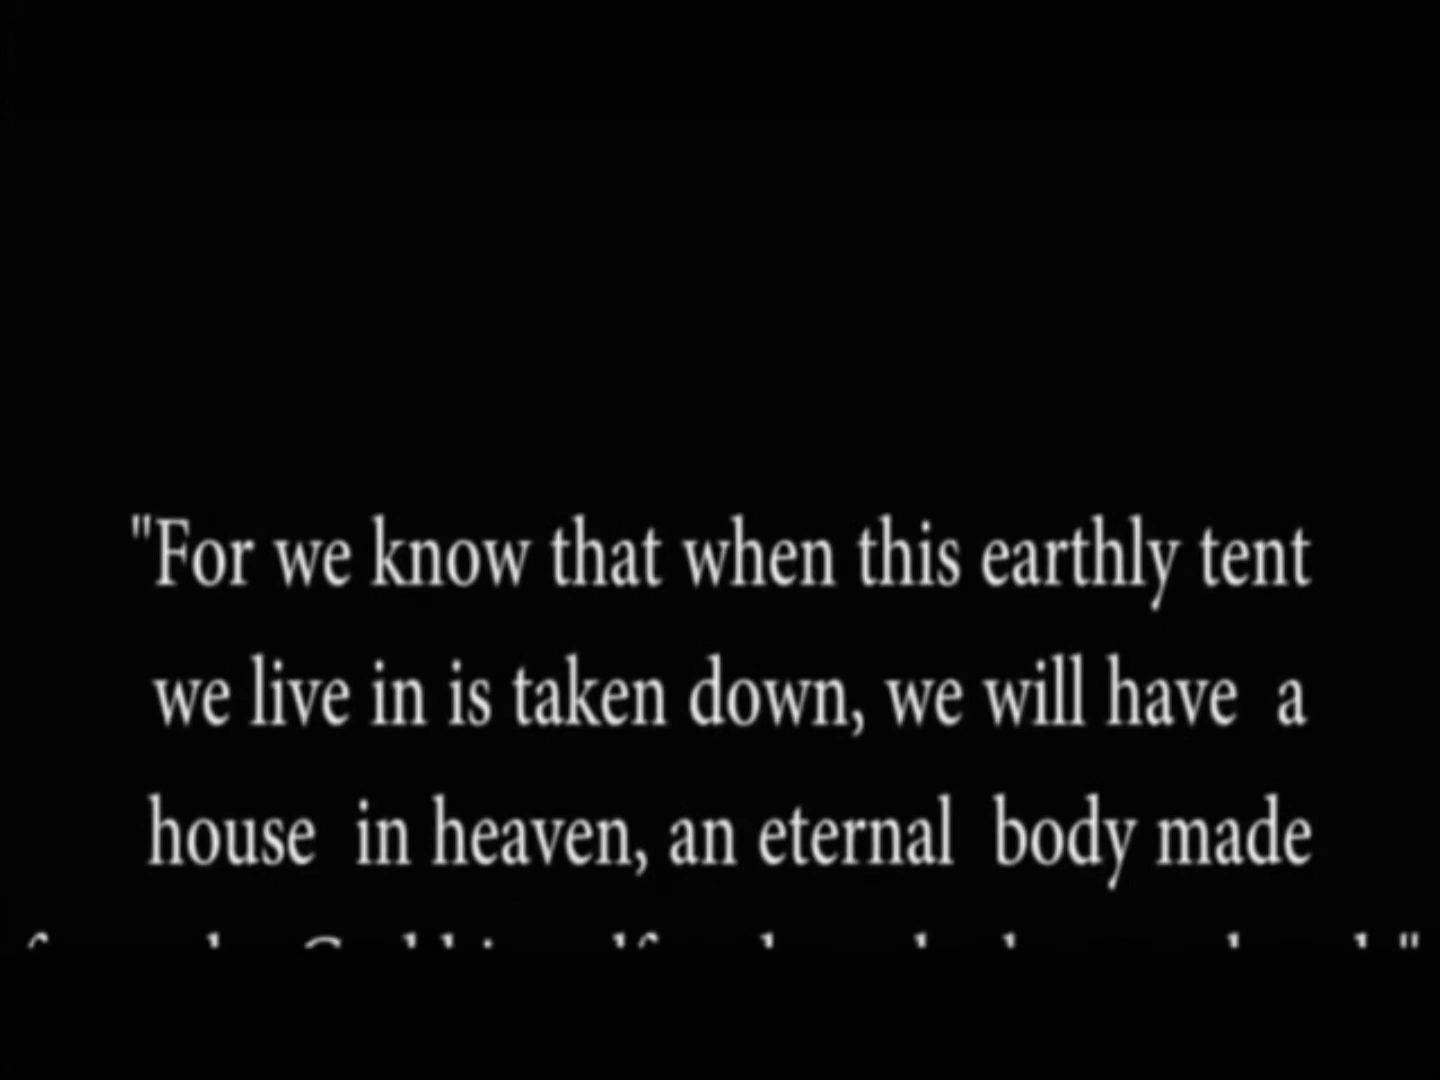 "For we know that when this earthly tent
we live in is taken down, we will have a
house in heaven, an eternal body made